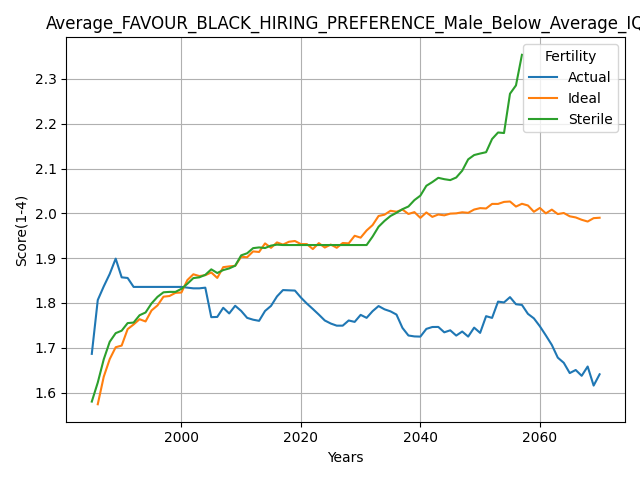 Average_FAVOUR_BLACK_HIRING_PREFERENCE_Male_Below_Average_IQ
Fertility
Actual
Ideal
Sterile
Score(1-4)
2.3
2.2
2.1
2.0
1.9
1.8
1.7
1.6
2000 2020 2040 2060
Years